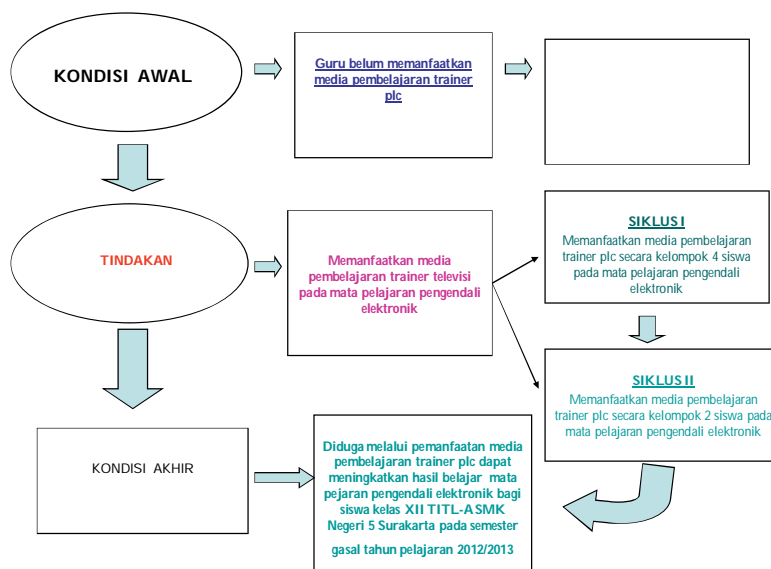 KONDISI AWAL
Guru belum memanfaatkan
media pembelajaran trainer
plc
TINDAKAN
Memanfaatkan media
pembelajaran trainer televisi
pada mata pelajaran pengendali
elektronik
SIKLUS I
Memanfaatkan media pembelajaran
trainer plc secara kelompok 4 siswa
pada mata pelajaran pengendali
elektronik
SIKLUS II
Memanfaatkan media pembelajaran
trainer plc secara kelompok 2 siswa pada
mata pelajaran pengendali elektronik
KONDISI AKHIR
Diduga melalui pemanfaatan media
pembelajaran trainer plc dapat
meningkatkan hasil belajar mata
pejaran pengendali elektronik bagi
siswa kelas XII TITL-ASMK
Negeri 5 Surakarta pada semester
gasal tahun pelajaran 2012/2013